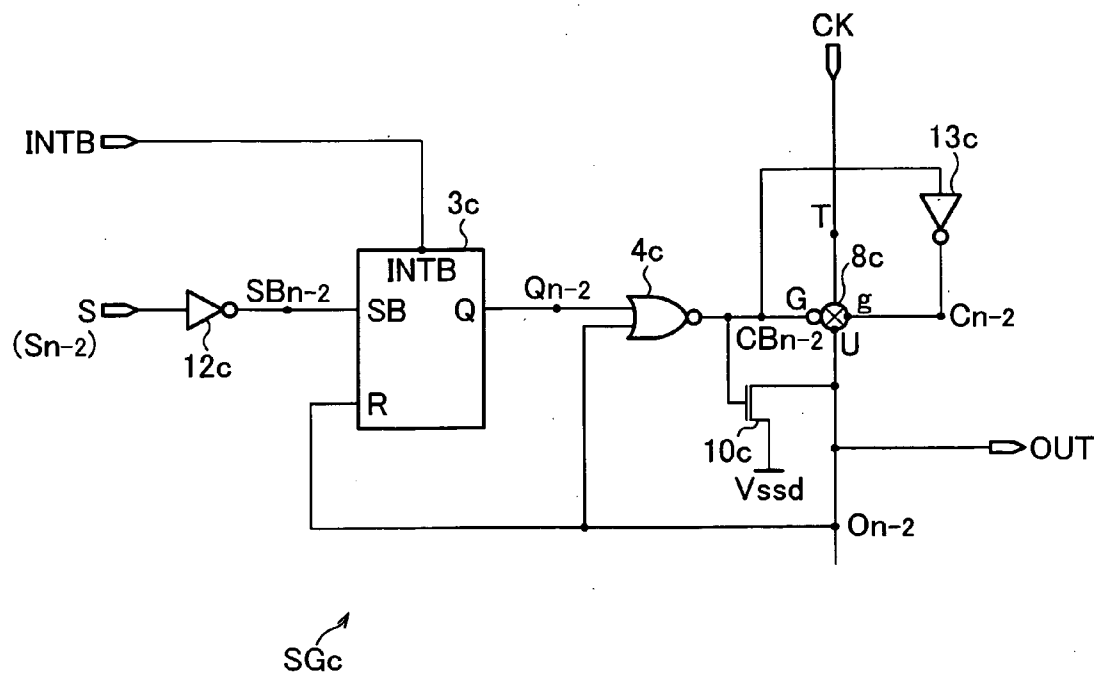 CK
INTB
13c
3c
T
4c
8c
INTB
S
SBn-2
SB
Q
Qn-2
G
g
Cn-2
(Sn-2)
CBn-2
U
12c
R
10c
OUT
Vssd
On-2
SGc